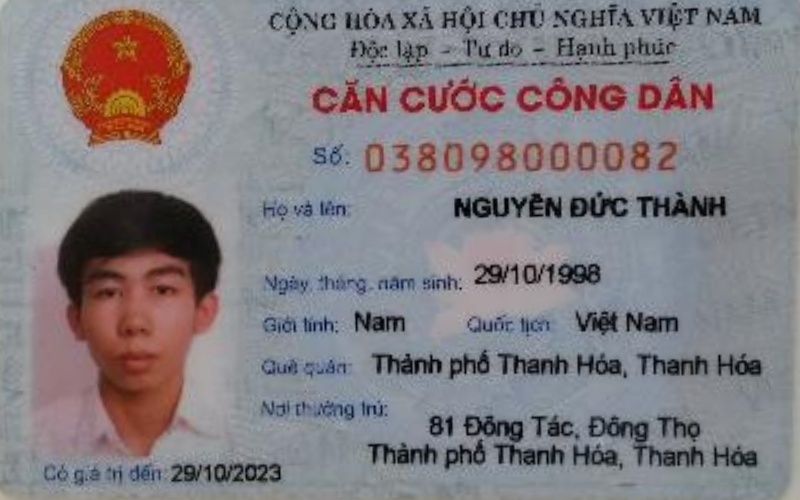 CỘNG HÒA XÃ HỘI CHỦ NGHĨA VIỆT NAM
Độc lập - Tự do - Hạnh phúc
CĂN CƯỚC CÔNG DÂN
Số: 038098000082
Họ và tên: NGUYỄN ĐỨC THÀNH
Ngày, tháng, năm sinh: 29/10/1998
Giới tính: Nam Quốc tịch: Việt Nam
Quê quán: Thành phố Thanh Hóa, Thanh Hóa
Nơi thường trú:
81 Đông Tác, Đông Thọ
Thành phố Thanh Hóa, Thanh Hóa
Có giá trị đến: 29/10/2023